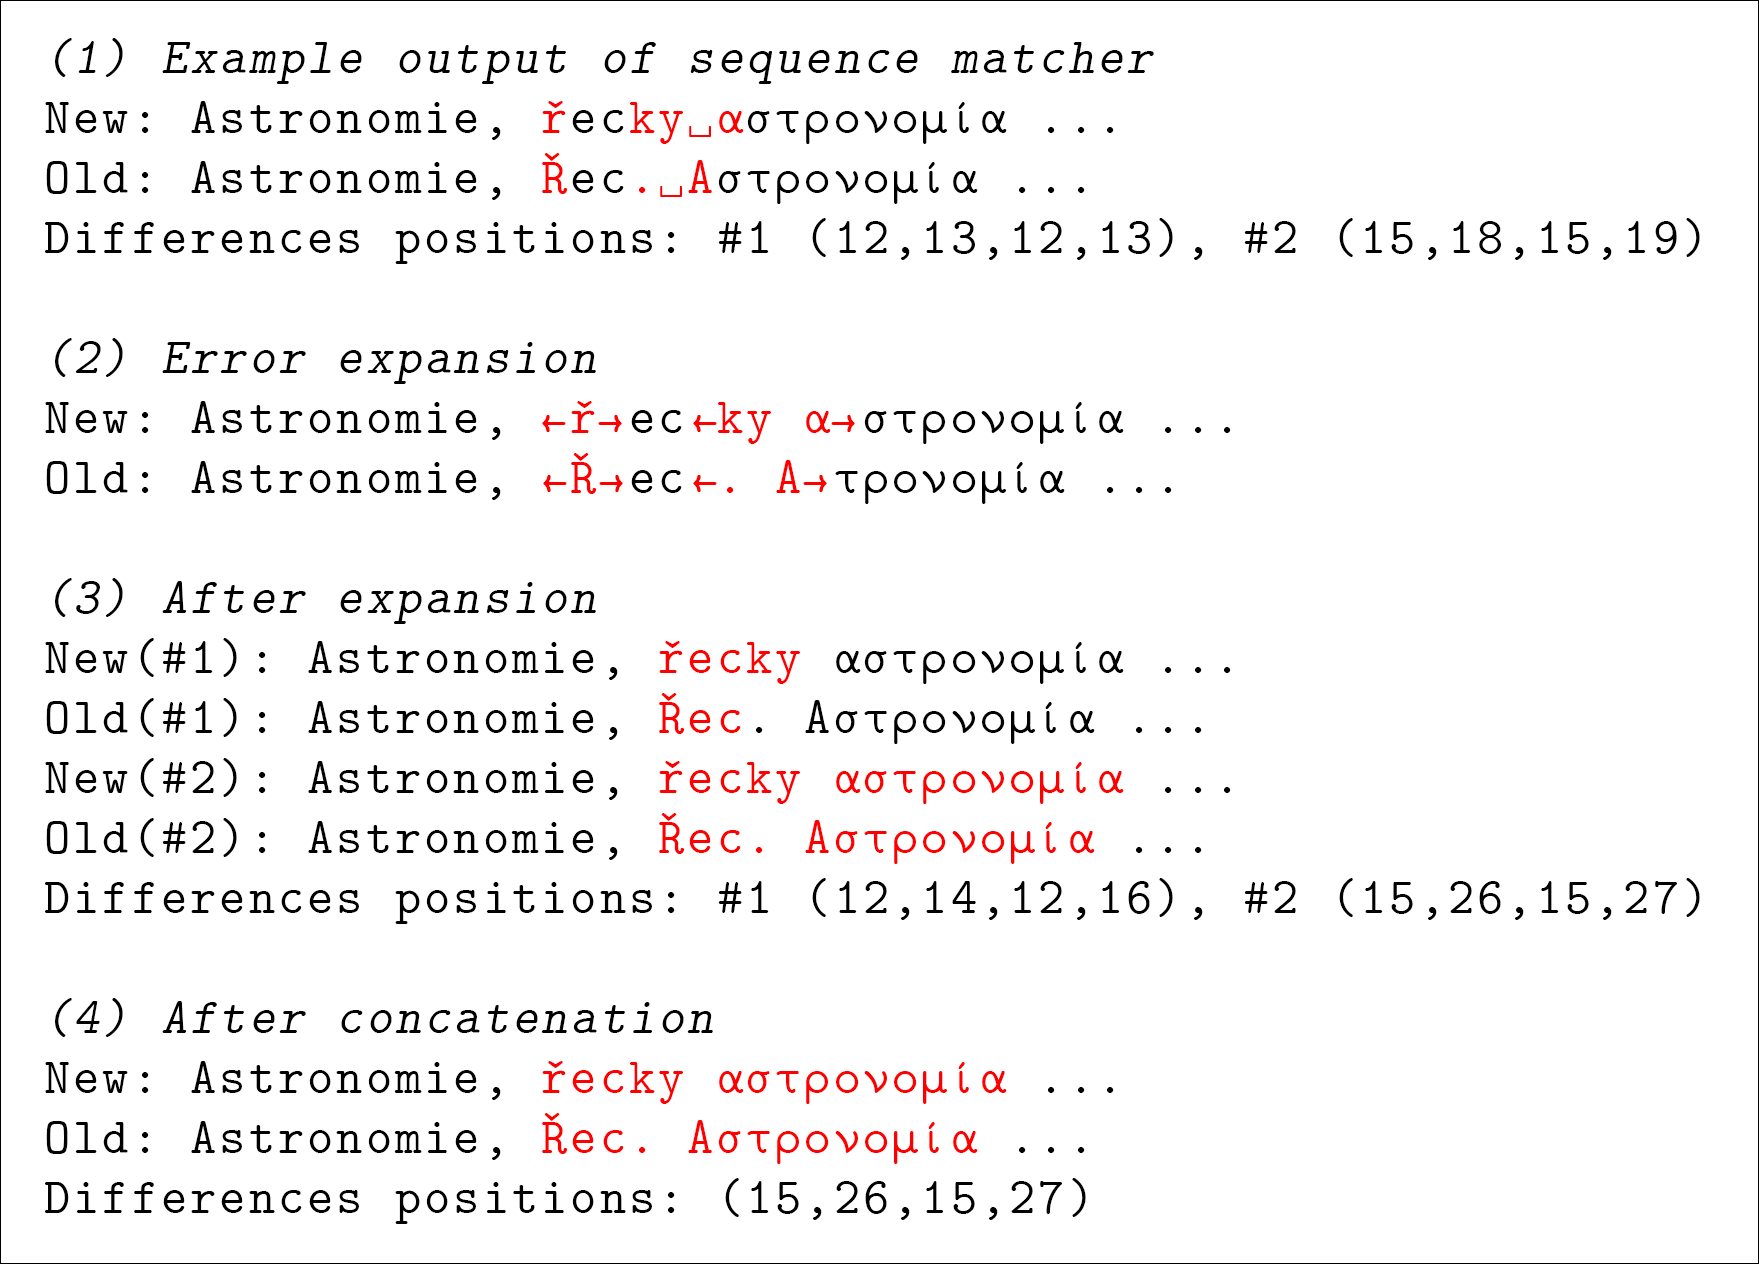 (1) Example output of sequence matcher
New: Astronomie, řecky␣αστρονομία ...
Old: Astronomie, Řec.␣Aστρονομία ...
Differences positions: #1 (12,13,12,13), #2 (15,18,15,19)
(2) Error expansion
New: Astronomie, ←ř→ec←ky α→στρονομία ...
Old: Astronomie, ←Ř→ec←. A→τρονομία ...
(3) After expansion
New(#1): Astronomie, řecky αστρονομία ...
Old(#1): Astronomie, Řec. Aστρονομία ...
New(#2): Astronomie, řecky αστρονομία ...
Old(#2): Astronomie, Řec. Aστρονομία ...
Differences positions: #1 (12,14,12,16), #2 (15,26,15,27)
(4) After concatenation
New: Astronomie, řecky αστρονομία ...
Old: Astronomie, Řec. Aστρονομία ...
Differences positions: (15,26,15,27)